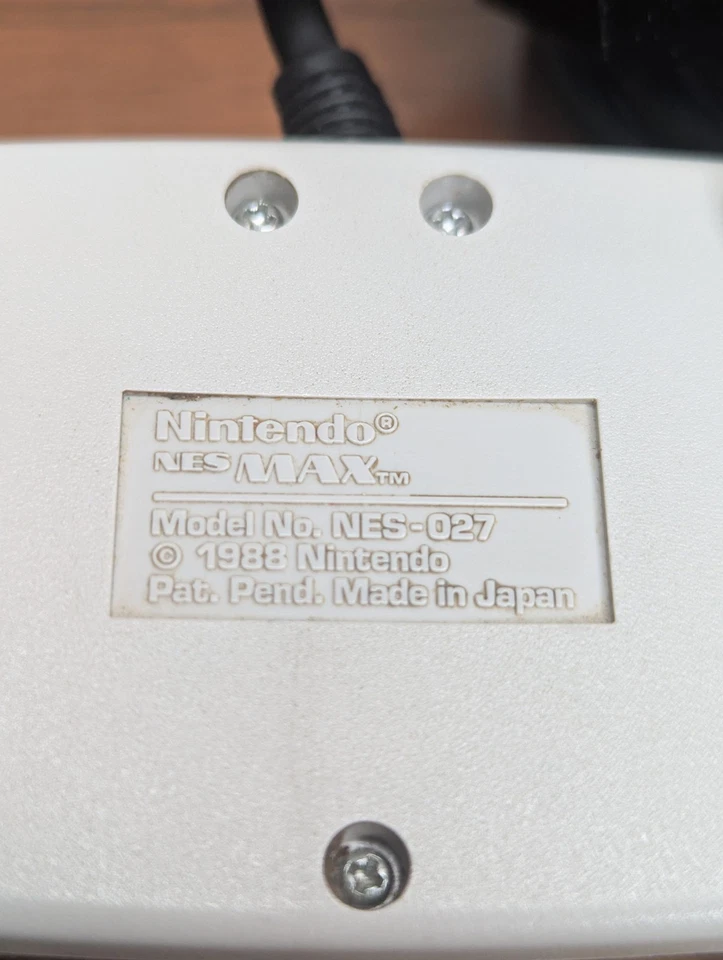 Nintendo®
NES MAX™
Model No. NES-027
© 1988 Nintendo
Pat. Pend. Made in Japan